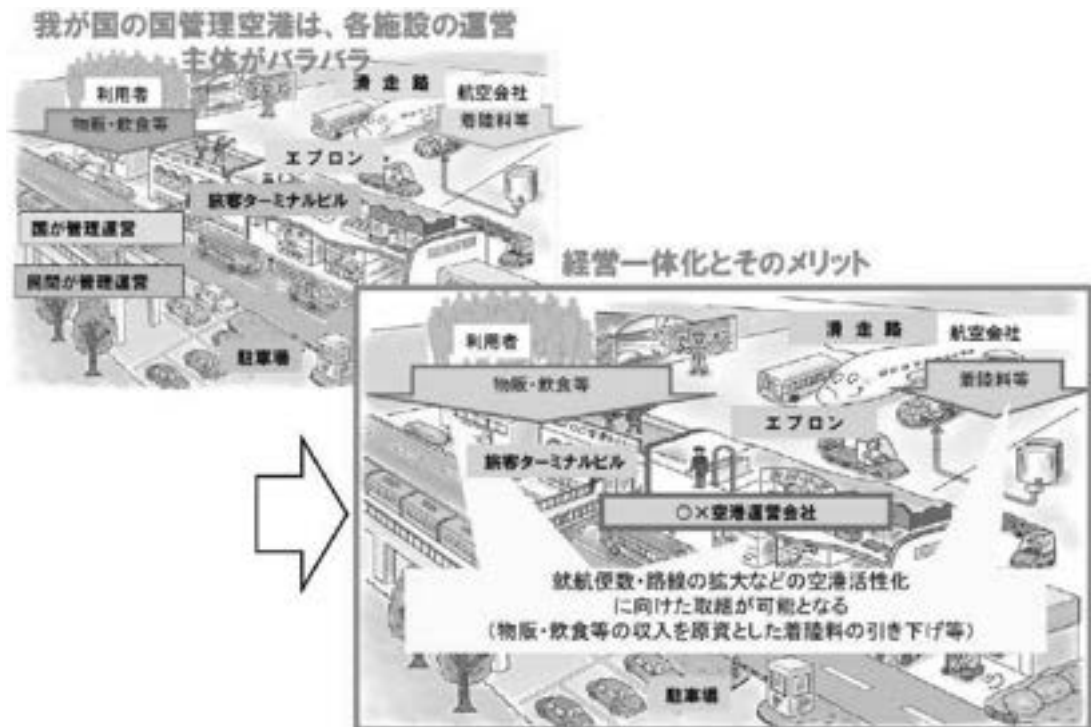 我が国の国管理空港は、各施設の運営
主体がバラバラ
利用者
滑走路
航空会社
物販・飲食等
着陸料等
エプロン
旅客ターミナルビル
国が管理運営
民間が管理運営
駐車場
経営一体化とそのメリット
利用者
滑走路
航空会社
物販・飲食等
着陸料等
エプロン
旅客ターミナルビル
○×空港運営会社
就航便数・路線の拡大などの空港活性化
に向けた取組が可能となる
(物販・飲食等の収入を原資とした着陸料の引き下げ等)
駐車場